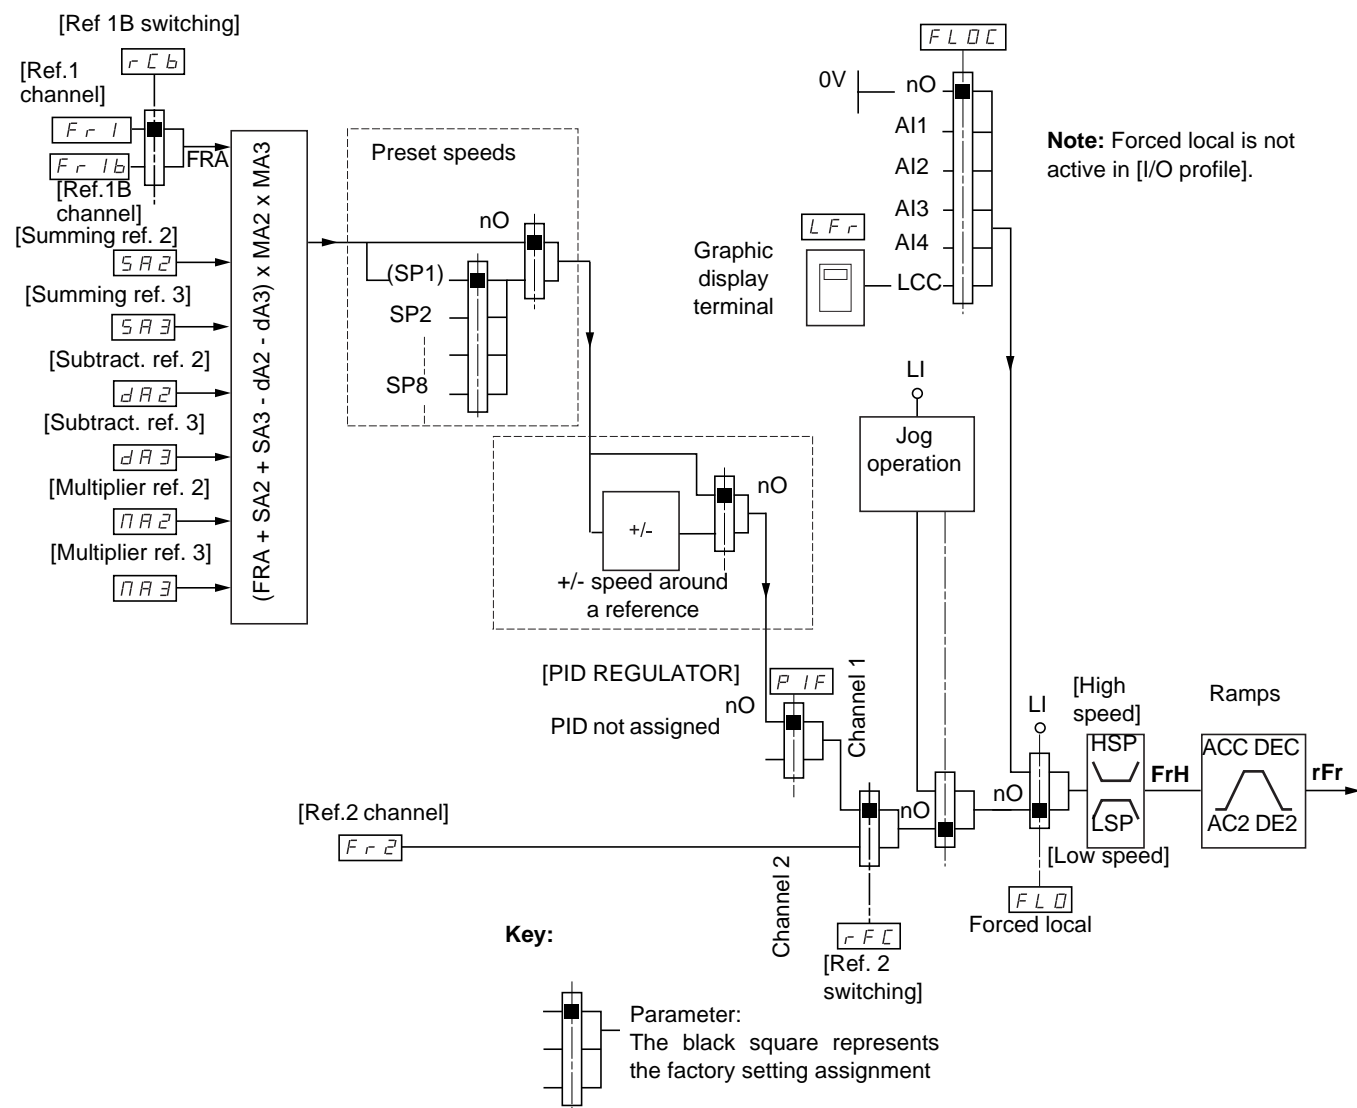 [Ref 1B switching]
rCb
[Ref.1
channel]
Fr1
Fr1b
FRA
[Ref.1B
channel]
[Summing ref. 2]
SA2
[Summing ref. 3]
SA3
[Subtract. ref. 2]
dA2
[Subtract. ref. 3]
dA3
[Multiplier ref. 2]
MA2
[Multiplier ref. 3]
MA3
(FRA + SA2 + SA3 - dA2 - dA3) x MA2 x MA3
Preset speeds
nO
(SP1)
SP2
SP8
+/-
nO
+/- speed around
a reference
FLOC
0V
nO
AI1
AI2
AI3
AI4
LCC
LFr
Graphic
display
terminal
Note: Forced local is not
active in [I/O profile].
LI
Jog
operation
[PID REGULATOR]
PIF
nO
PID not assigned
Channel 1
[Ref.2 channel]
Fr2
Channel 2
nO
rFC
[Ref. 2
switching]
nO
LI
FLO
Forced local
[High
speed]
HSP
LSP
[Low speed]
FrH
Ramps
ACC DEC
AC2 DE2
rFr
Key:
Parameter:
The black square represents
the factory setting assignment